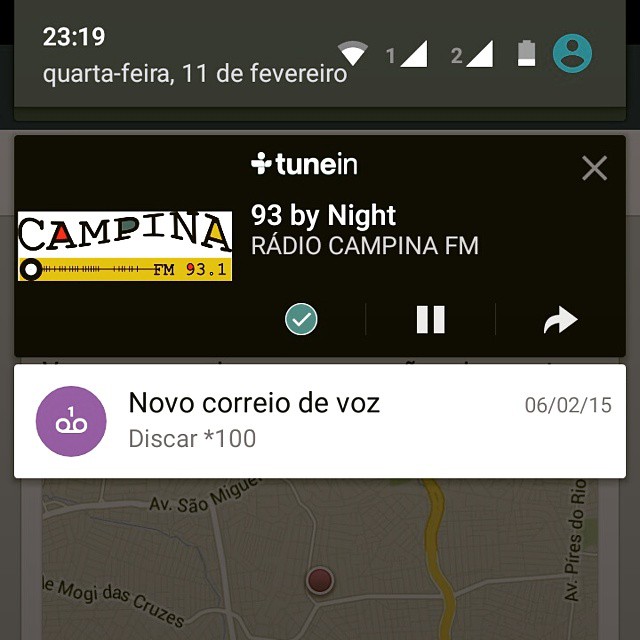 23:19
quarta-feira, 11 de fevereiro
1
2
tunein
CAMPINA
FM 93.1
93 by Night
RÁDIO CAMPINA FM
1
Novo correio de voz
06/02/15
Discar *100
Av. São Migue
Av. Pires do Rio
de Mogi das Cruzes